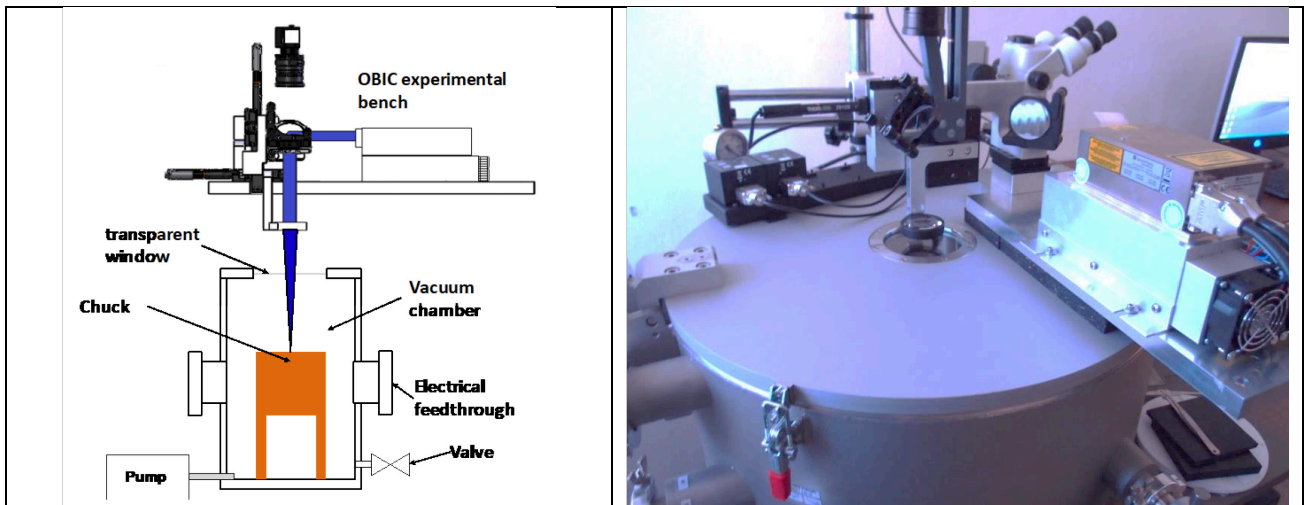 OBIC experimental
bench
transparent
window
Chuck
Vacuum
chamber
Electrical
feedthrough
Valve
Pump